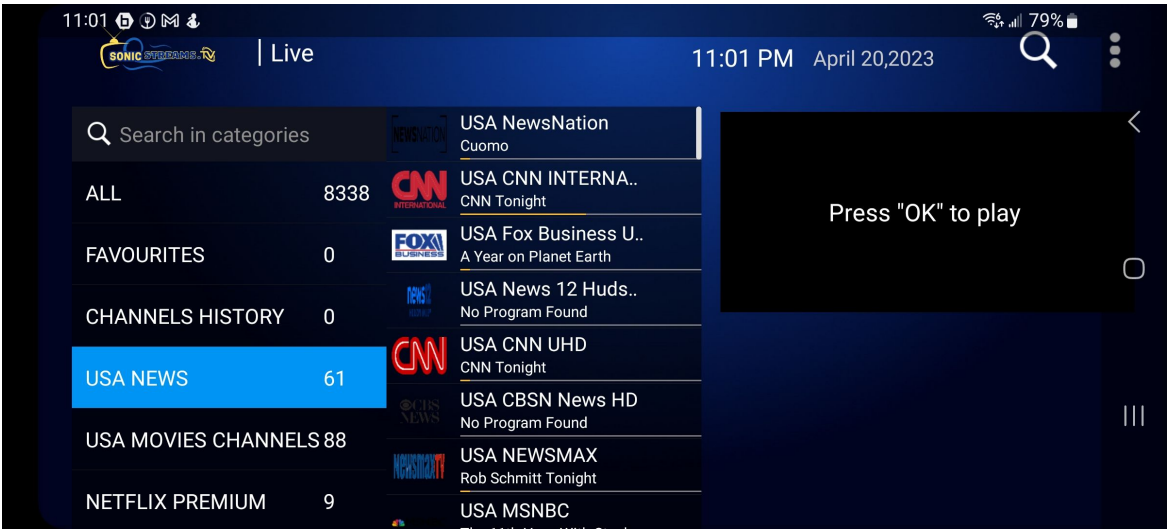 11:01
79%
SONIC STREAMS.TV
| Live
11:01 PM April 20,2023
Search in categories
ALL 8338
FAVOURITES 0
CHANNELS HISTORY 0
USA NEWS 61
USA MOVIES CHANNELS 88
NETFLIX PREMIUM 9
NEWSNATION
USA NewsNation
Cuomo
CNN
INTERNATIONAL
USA CNN INTERNA..
CNN Tonight
FOX
BUSINESS
USA Fox Business U..
A Year on Planet Earth
news12
USA News 12 Huds..
No Program Found
CNN
USA CNN UHD
CNN Tonight
CBS
NEWS
USA CBSN News HD
No Program Found
NEWSMAXTV
USA NEWSMAX
Rob Schmitt Tonight
USA MSNBC
Press "OK" to play